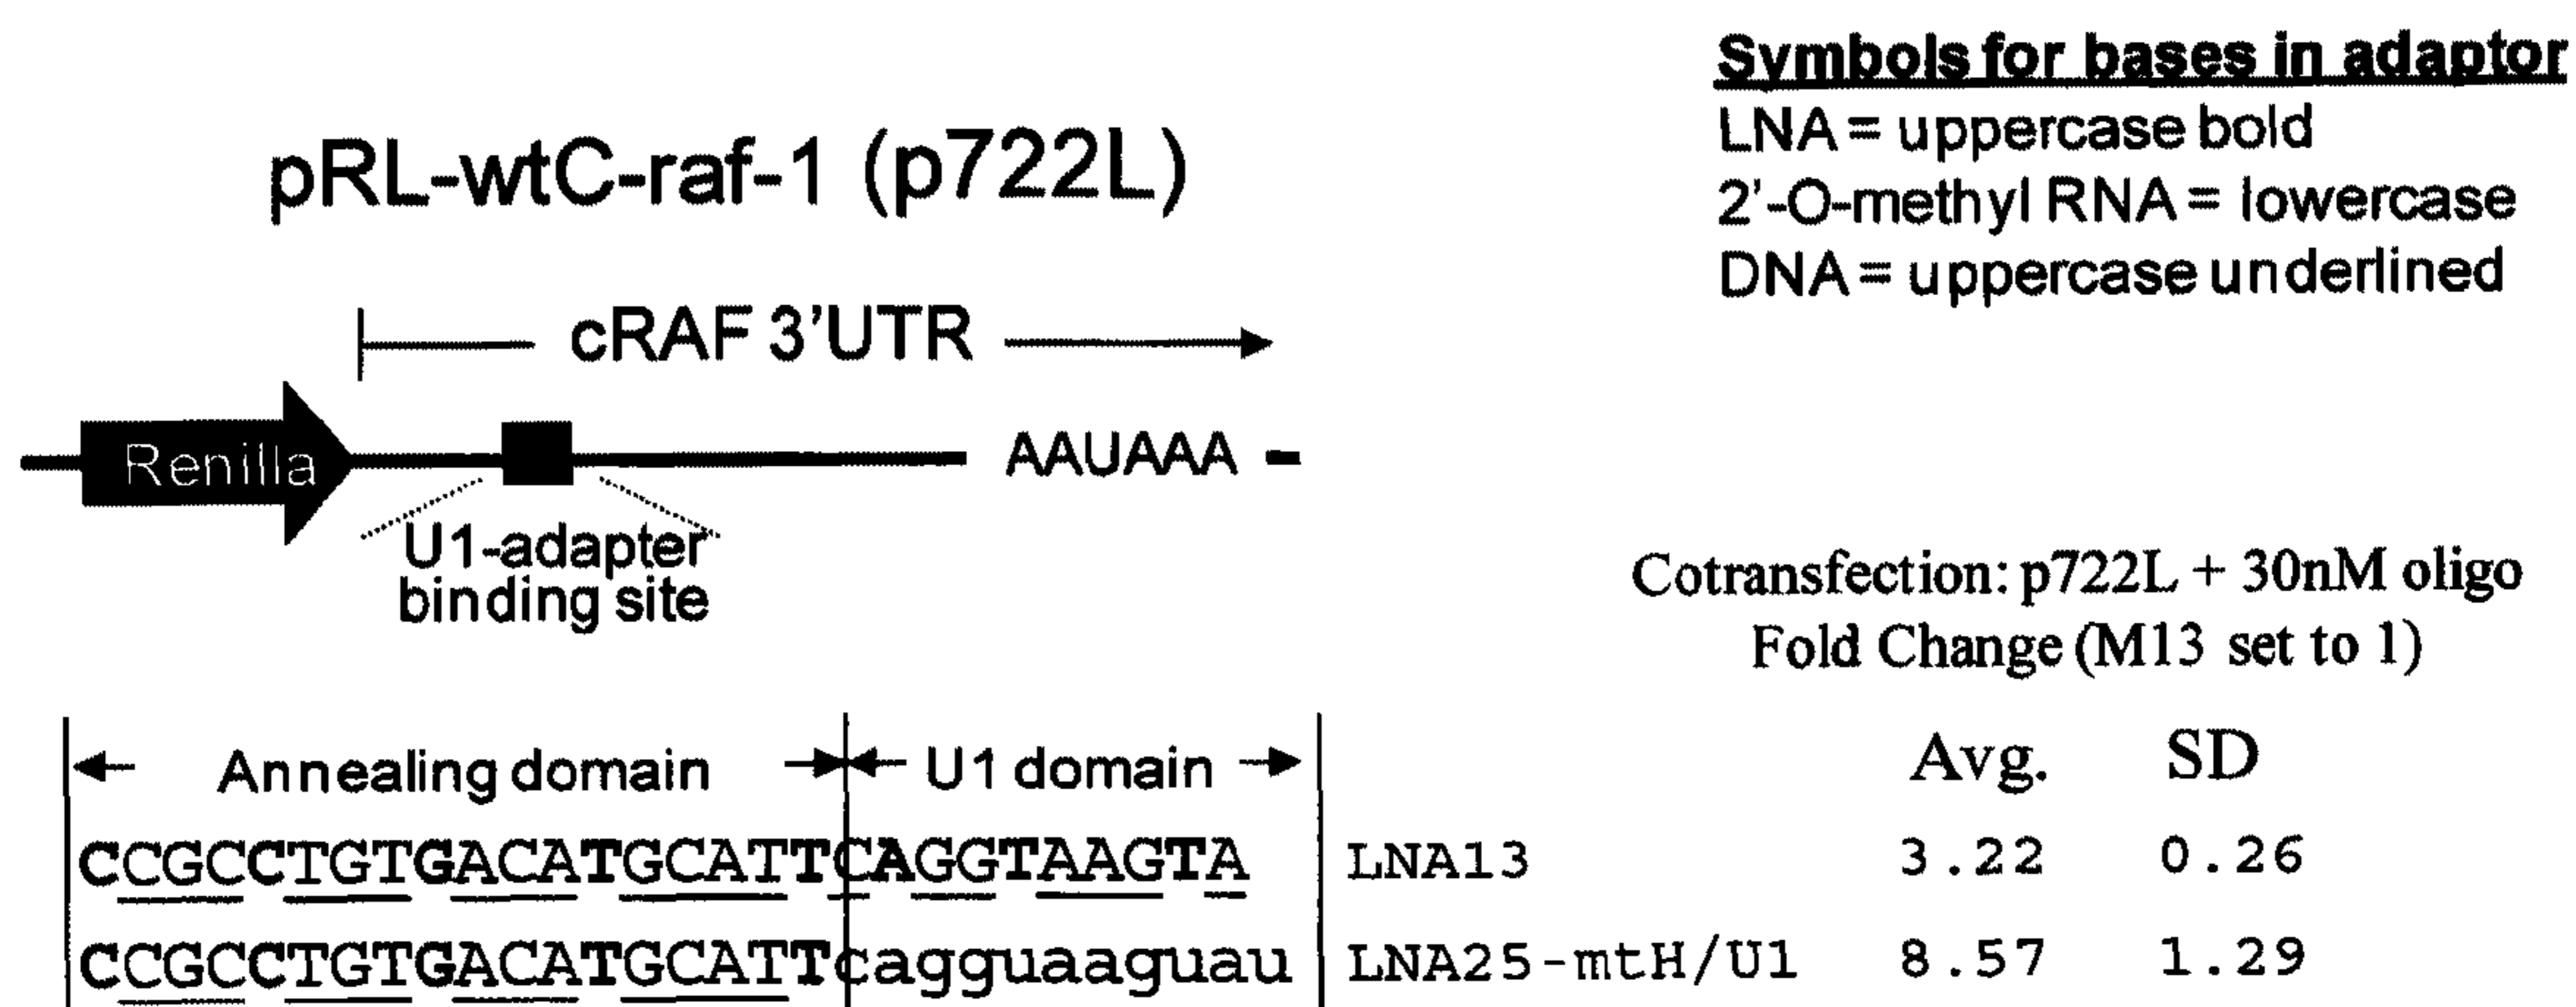 Symbols for bases in adaptor
LNA = uppercase bold
2'-O-methyl RNA = lowercase
DNA = uppercase underlined
pRL-wtC-raf-1 (p722L)
cRAF 3'UTR
Renilla
AAUAAA
U1-adapter
binding site
Cotransfection: p722L + 30nM oligo
Fold Change (M13 set to 1)
Annealing domain U1 domain Avg. SD
CCGCCTGTGACATGCATTCAGGTAAGTA LNA13 3.22 0.26
CCGCCTGTGACATGCATTcagguaaguau LNA25-mtH/U1 8.57 1.29